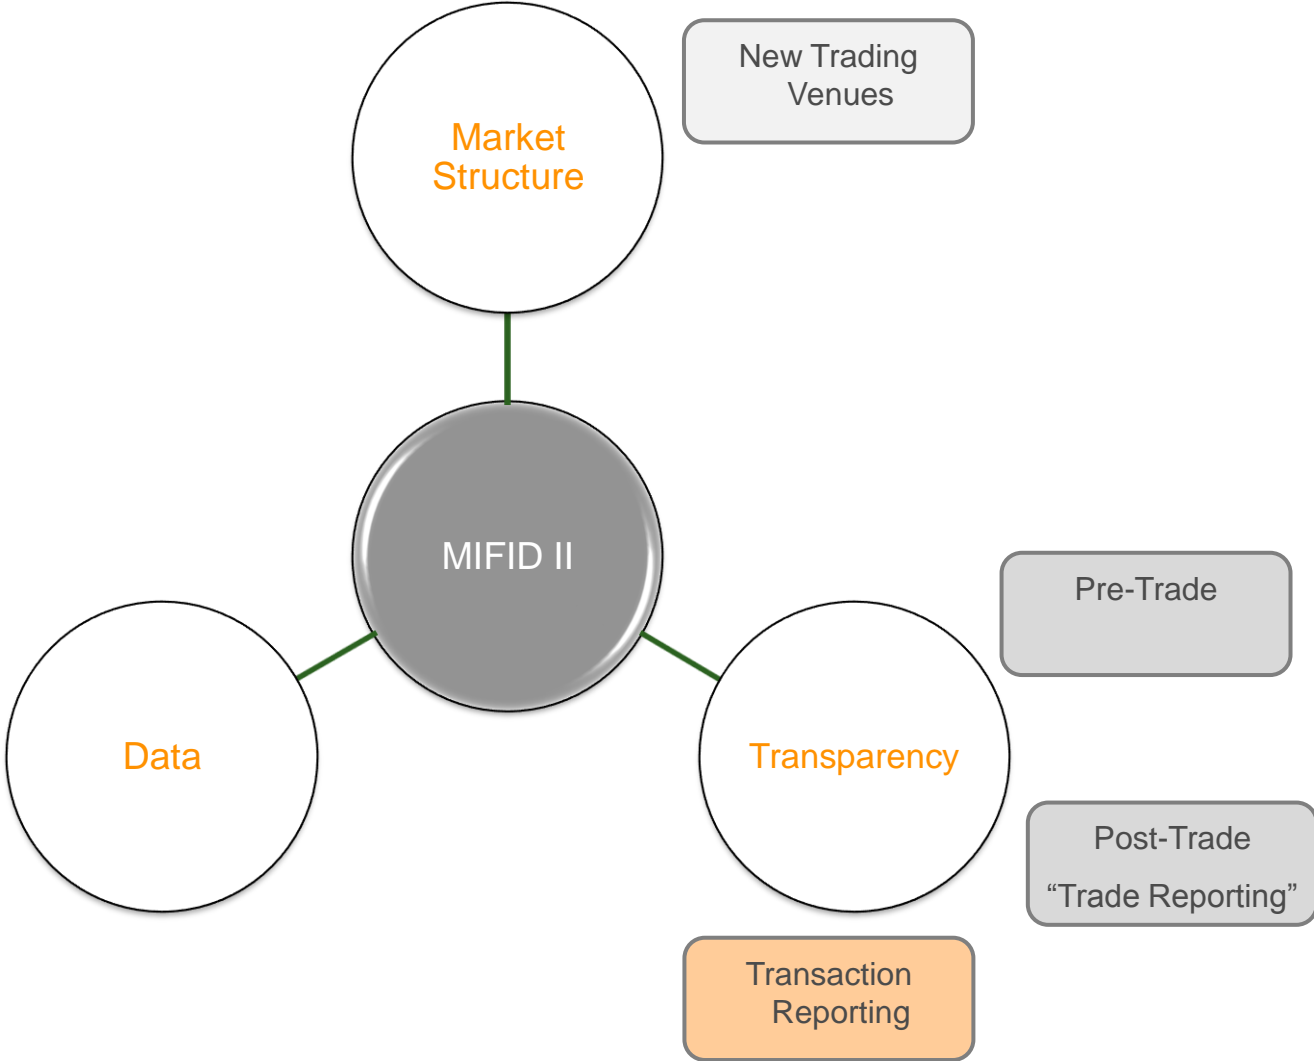 New Trading
Venues
Market
Structure
MIFID II
Pre-Trade
Data
Transparency
Post-Trade
“Trade Reporting”
Transaction
Reporting